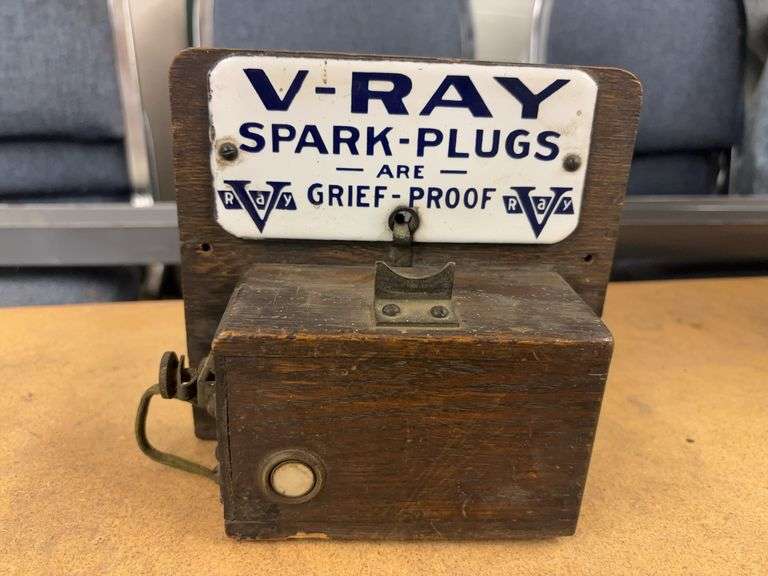 V-RAY
SPARK-PLUGS
— ARE —
GRIEF-PROOF
V Ray
V Ray